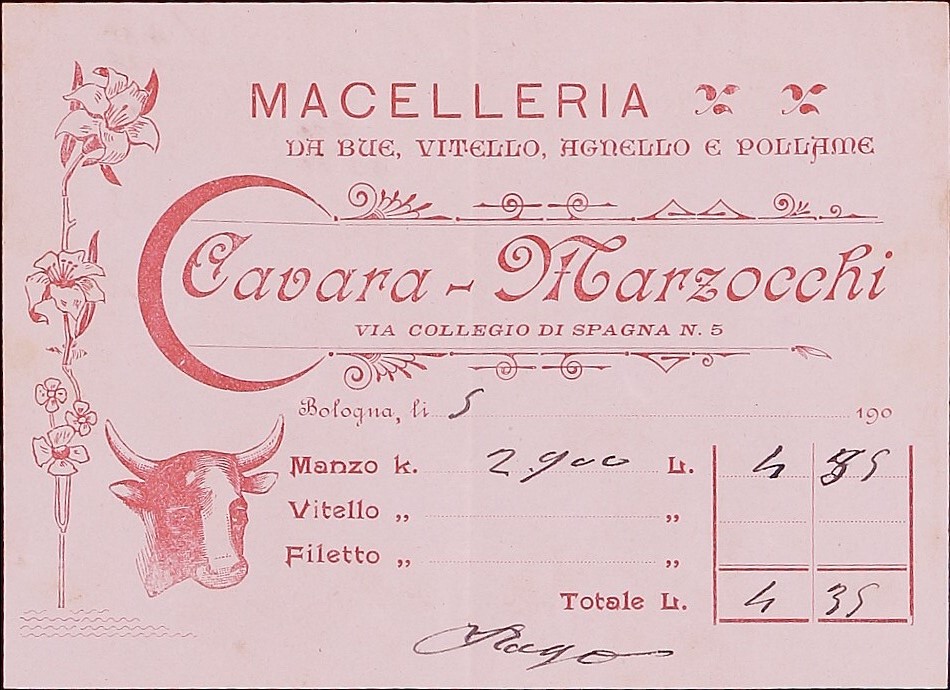 MACELLERIA
DA BUE, VITELLO, AGNELLO E POLLAME
Cavara - Marzocchi
VIA COLLEGIO DI SPAGNA N. 5
Bologna, li 5 190
Manzo k. 2.900 L. 4 35
Vitello „ „
Filetto „ „
Totale L. 4 35